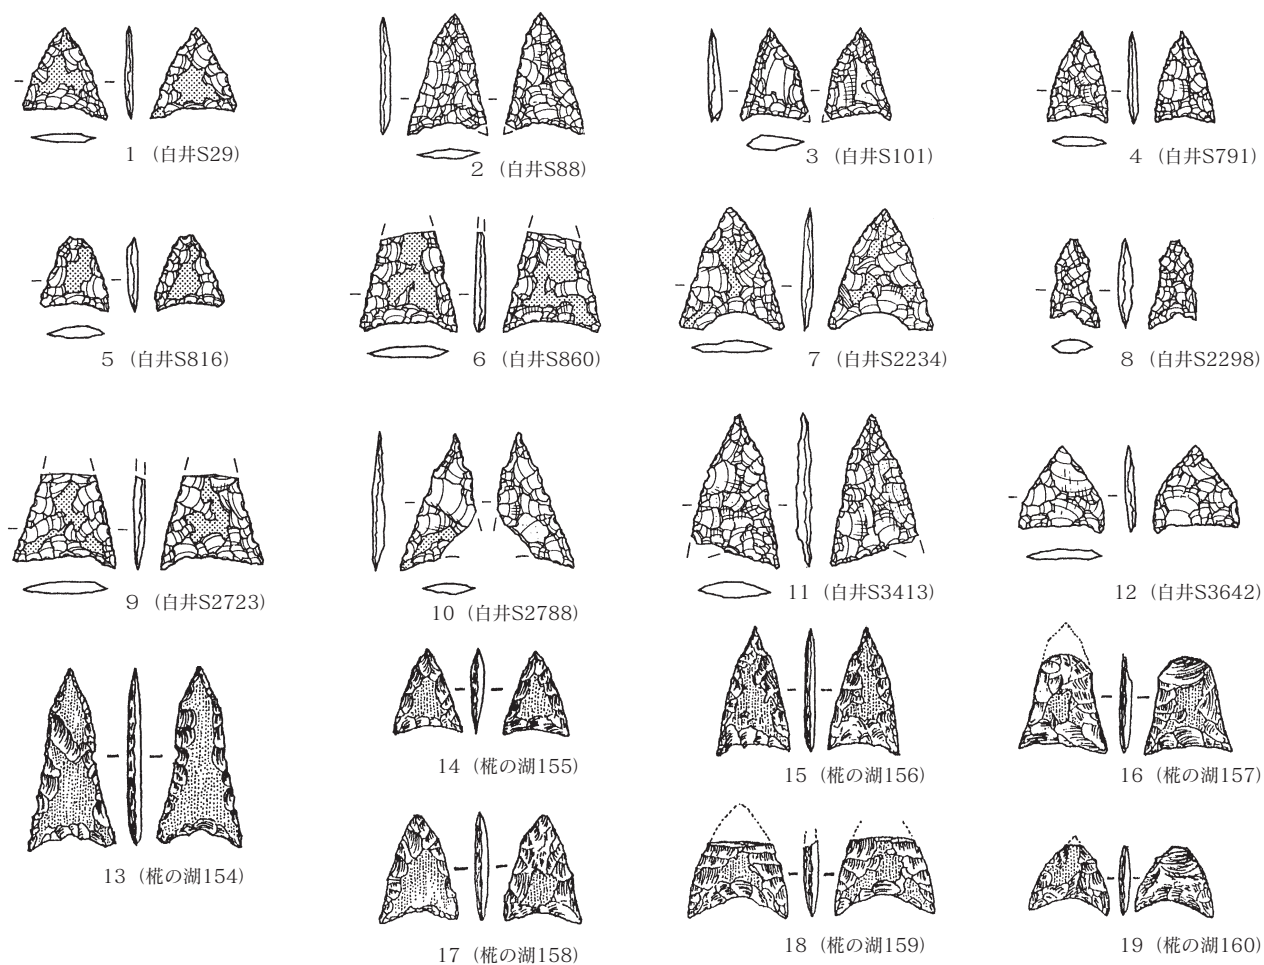 1 （白井S29）
2 （白井S88）
3 （白井S101）
4 （白井S791）
5 （白井S816）
6 （白井S860）
7 （白井S2234）
8 （白井S2298）
9 （白井S2723）
10 （白井S2788）
11 （白井S3413）
12 （白井S3642）
13 （椛の湖154）
14 （椛の湖155）
15 （椛の湖156）
16 （椛の湖157）
17 （椛の湖158）
18 （椛の湖159）
19 （椛の湖160）